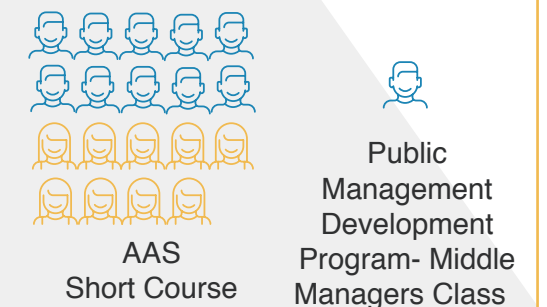 AAS
Short Course
Public
Management
Development
Program- Middle
Managers Class